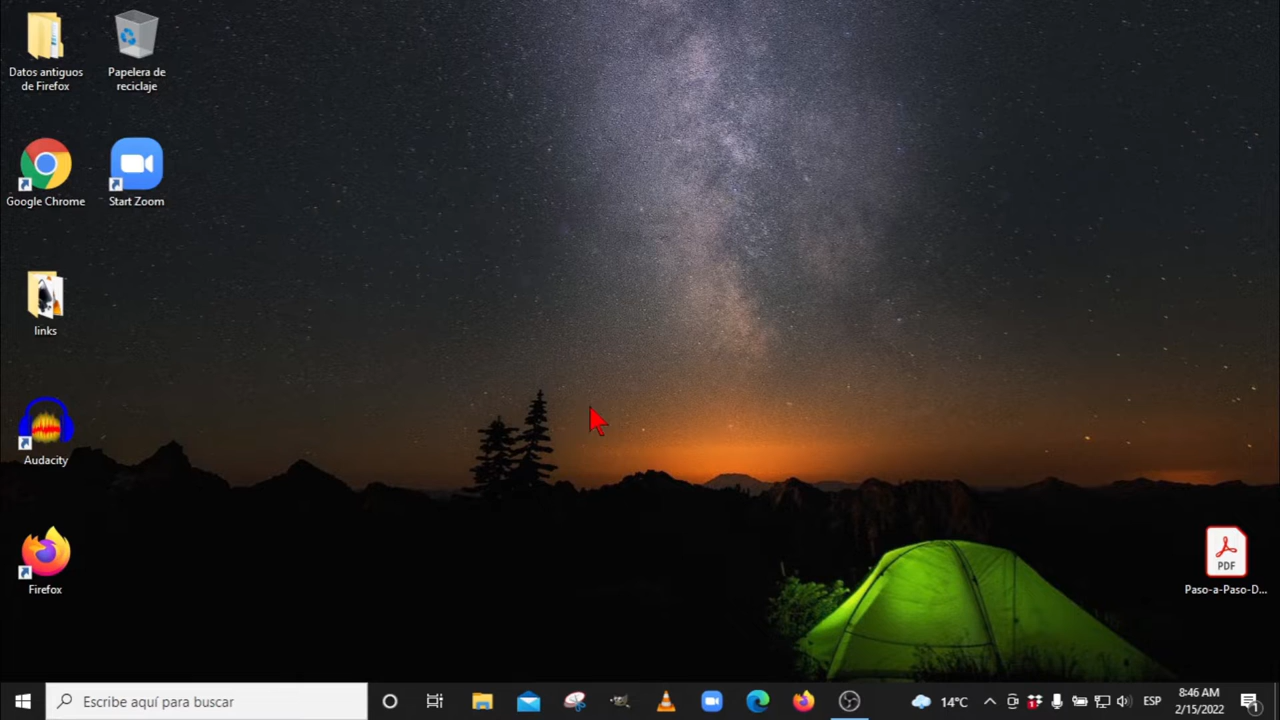 Datos antiguos
de Firefox
Papelera de
reciclaje
Google Chrome
Start Zoom
links
Audacity
Firefox
PDF
Paso-a-Paso-D...
Escribe aquí para buscar
14°C
ESP
8:46 AM
2/15/2022
1